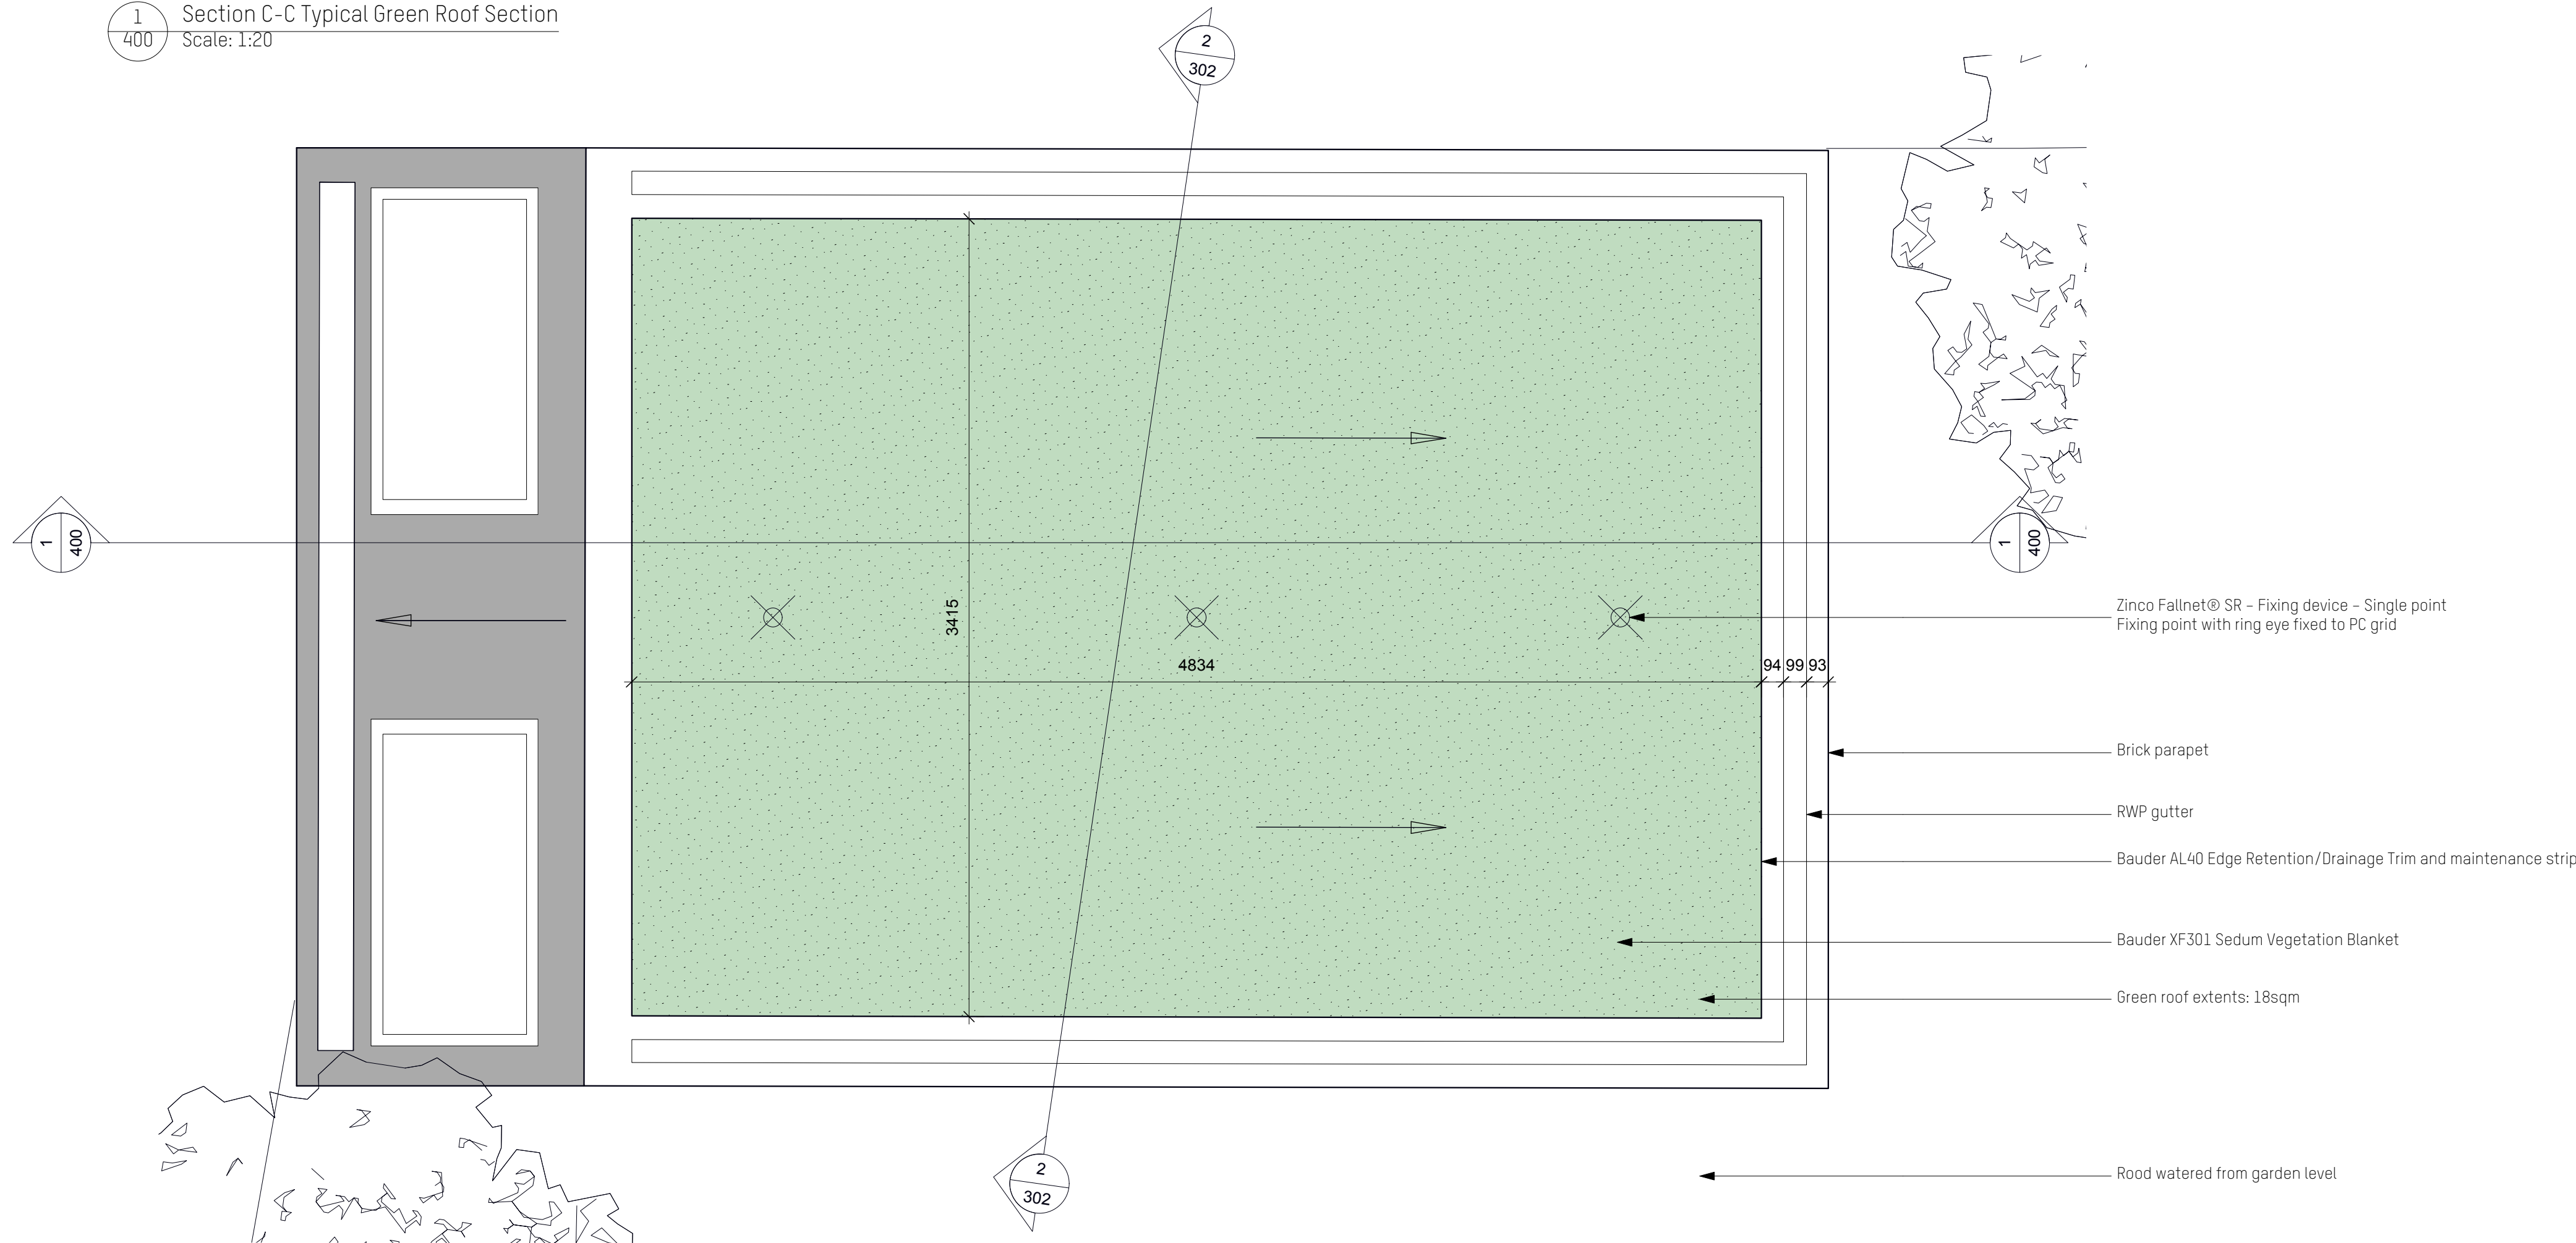 1
400
Section C-C Typical Green Roof Section
Scale: 1:20
2
302
1
400
1
400
Zinco Fallnet® SR - Fixing device - Single point
Fixing point with ring eye fixed to PC grid
3415
4834
94
99
93
Brick parapet
RWP gutter
Bauder AL40 Edge Retention/Drainage Trim and maintenance strip
Bauder XF301 Sedum Vegetation Blanket
Green roof extents: 18sqm
2
302
Rood watered from garden level